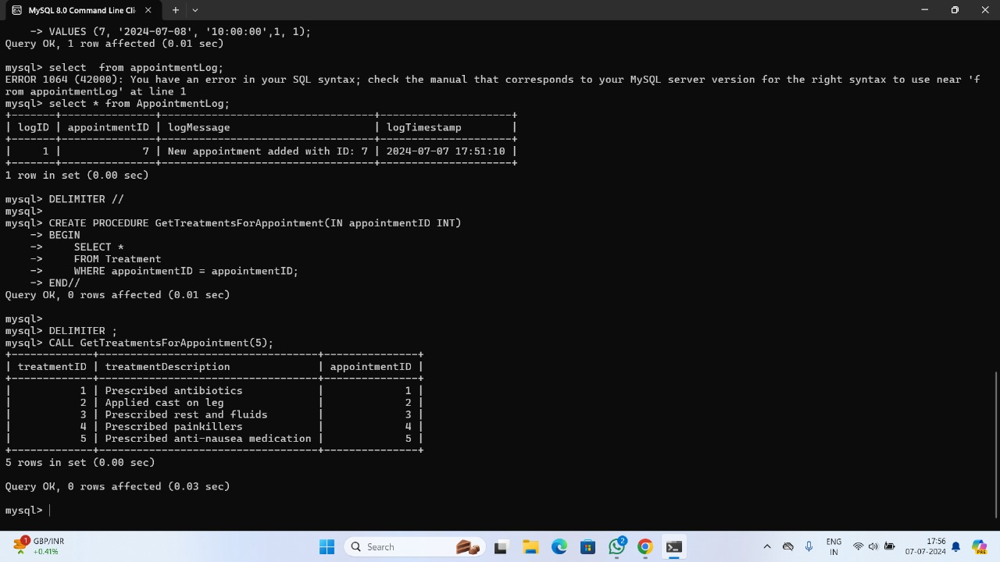 MySQL 8.0 Command Line Cli
-> VALUES (7, '2024-07-08', '10:00:00',1, 1);
Query OK, 1 row affected (0.01 sec)
mysql> select  from appointmentLog;
ERROR 1064 (42000): You have an error in your SQL syntax; check the manual that corresponds to your MySQL server version for the right syntax to use near 'f
rom appointmentLog' at line 1
mysql> select * from AppointmentLog;
+-------+---------------+----------------------------------+---------------------+
| logID | appointmentID | logMessage                       | logTimestamp        |
+-------+---------------+----------------------------------+---------------------+
|     1 |             7 | New appointment added with ID: 7 | 2024-07-07 17:51:10 |
+-------+---------------+----------------------------------+---------------------+
1 row in set (0.00 sec)
mysql> DELIMITER //
mysql>
mysql> CREATE PROCEDURE GetTreatmentsForAppointment(IN appointmentID INT)
-> BEGIN
->     SELECT *
->     FROM Treatment
->     WHERE appointmentID = appointmentID;
-> END//
Query OK, 0 rows affected (0.01 sec)
mysql>
mysql> DELIMITER ;
mysql> CALL GetTreatmentsForAppointment(5);
+-------------+-----------------------------------+---------------+
| treatmentID | treatmentDescription              | appointmentID |
+-------------+-----------------------------------+---------------+
|           1 | Prescribed antibiotics            |             1 |
|           2 | Applied cast on leg               |             2 |
|           3 | Prescribed rest and fluids        |             3 |
|           4 | Prescribed painkillers            |             4 |
|           5 | Prescribed anti-nausea medication |             5 |
+-------------+-----------------------------------+---------------+
5 rows in set (0.00 sec)
Query OK, 0 rows affected (0.03 sec)
mysql>
1 GBP/INR
+0.41%
Search
2
ENG
IN
17:56
07-07-2024
PRE